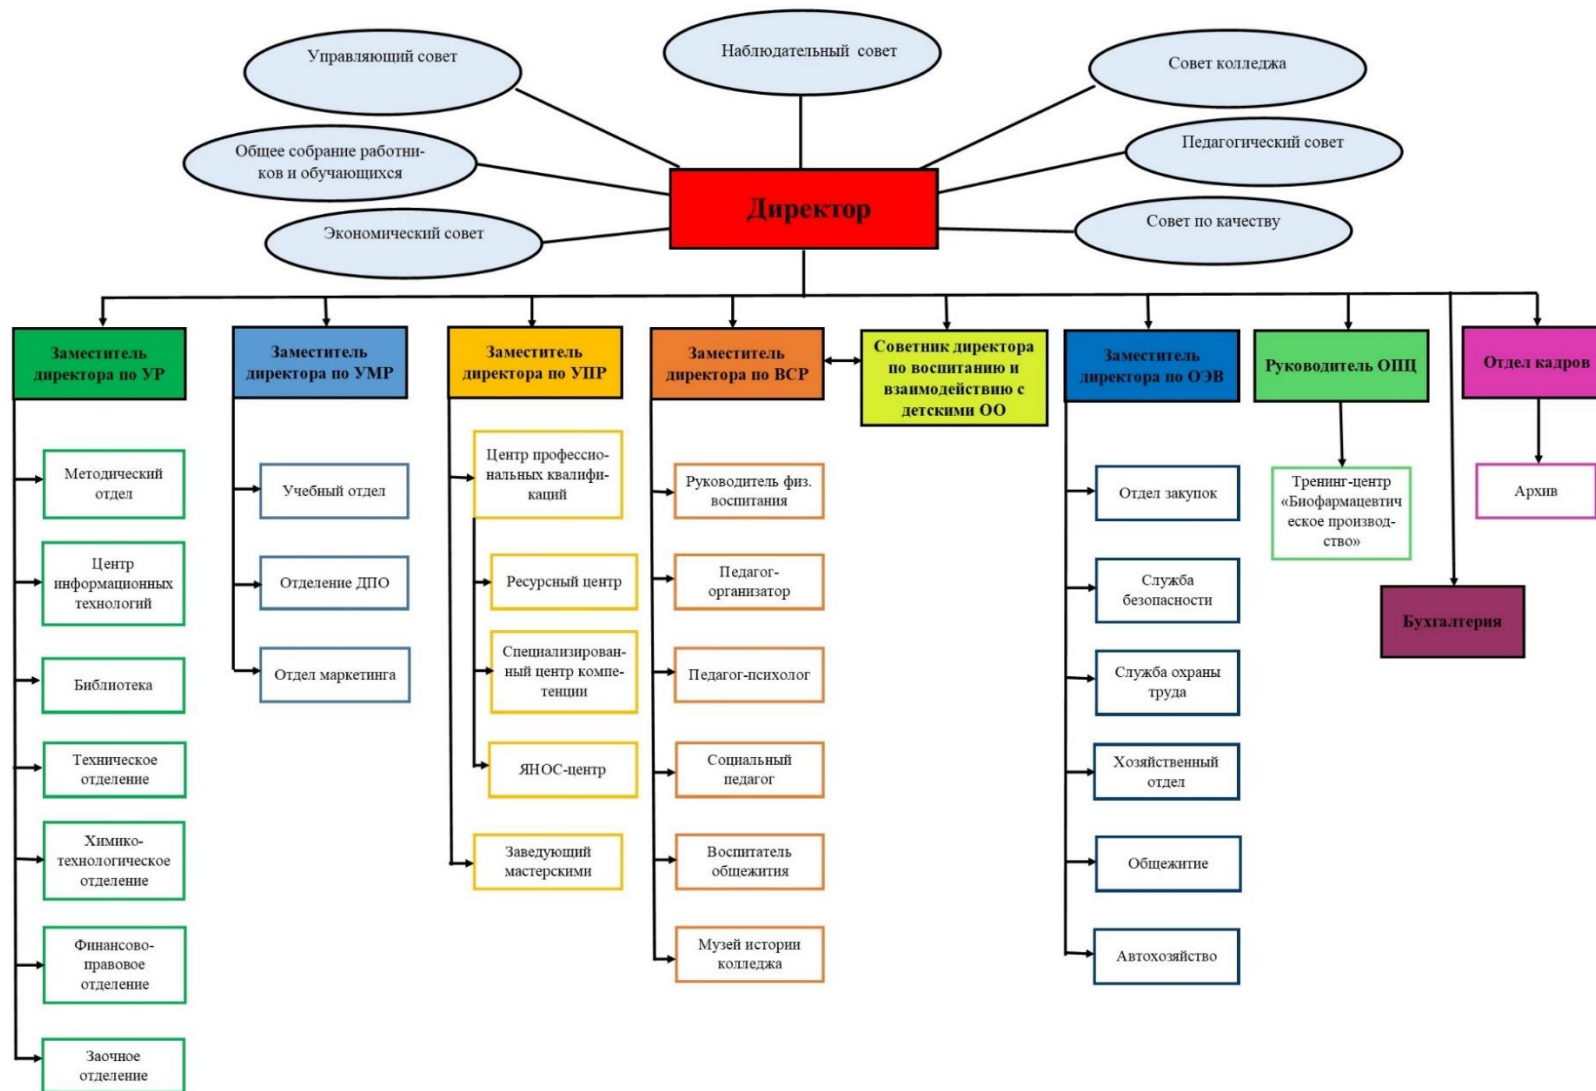 Управляющий совет
Наблюдательный совет
Совет колледжа
Общее собрание работни-
ков и обучающихся
Педагогический совет
Директор
Экономический совет
Совет по качеству
Заместитель
директора по УР
Заместитель
директора по УМР
Заместитель
директора по УПР
Заместитель
директора по ВСР
Советник директора
по воспитанию и
взаимодействию с
детскими ОО
Заместитель
директора по ОЭВ
Руководитель ОПЦ
Отдел кадров
Методический
отдел
Центр
информационных
технологий
Библиотека
Техническое
отделение
Химико-
технологическое
отделение
Финансово-
правовое
отделение
Заочное
отделение
Учебный отдел
Отделение ДПО
Отдел маркетинга
Центр профессио-
нальных квалифи-
каций
Ресурсный центр
Специализирован-
ный центр компе-
тенции
ЯНОС-центр
Заведующий
мастерскими
Руководитель физ.
воспитания
Педагог-
организатор
Педагог-психолог
Социальный
педагог
Воспитатель
общежития
Музей истории
колледжа
Отдел закупок
Служба
безопасности
Служба охраны
труда
Хозяйственный
отдел
Общежитие
Автохозяйство
Тренинг-центр
«Биофармацевтич
еское производ-
ство»
Архив
Бухгалтерия